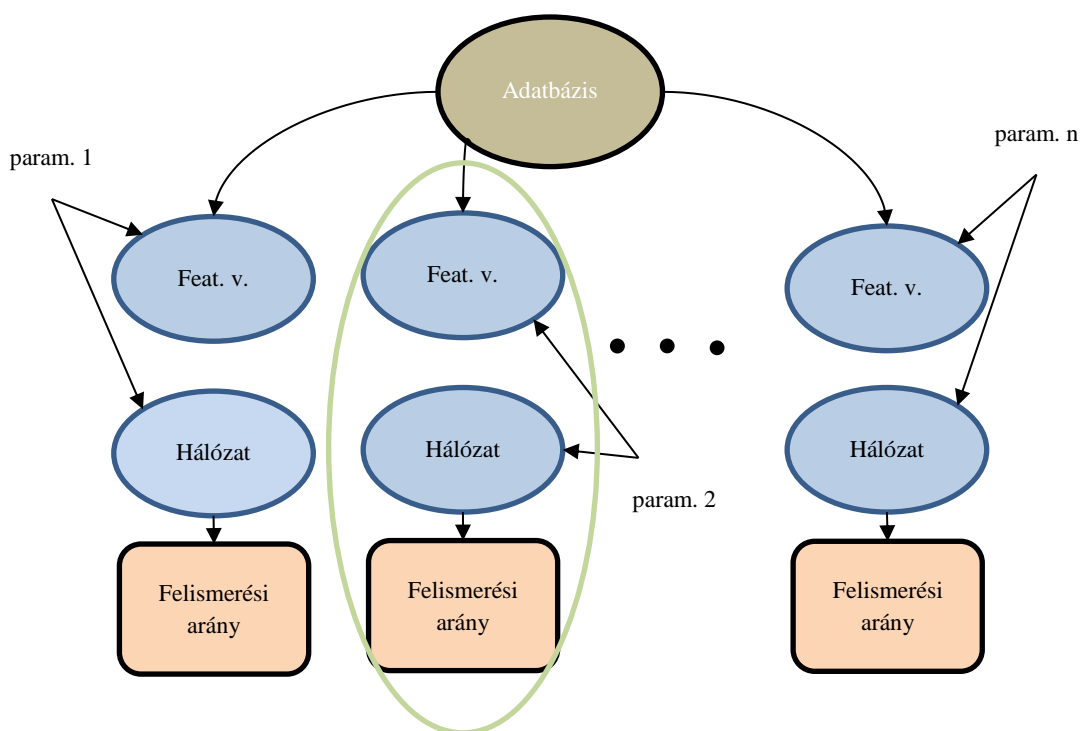 Adatbázis
param. 1
param. n
Feat. v.
Feat. v.
Feat. v.
Hálózat
Hálózat
Hálózat
param. 2
Felismerési
arány
Felismerési
arány
Felismerési
arány